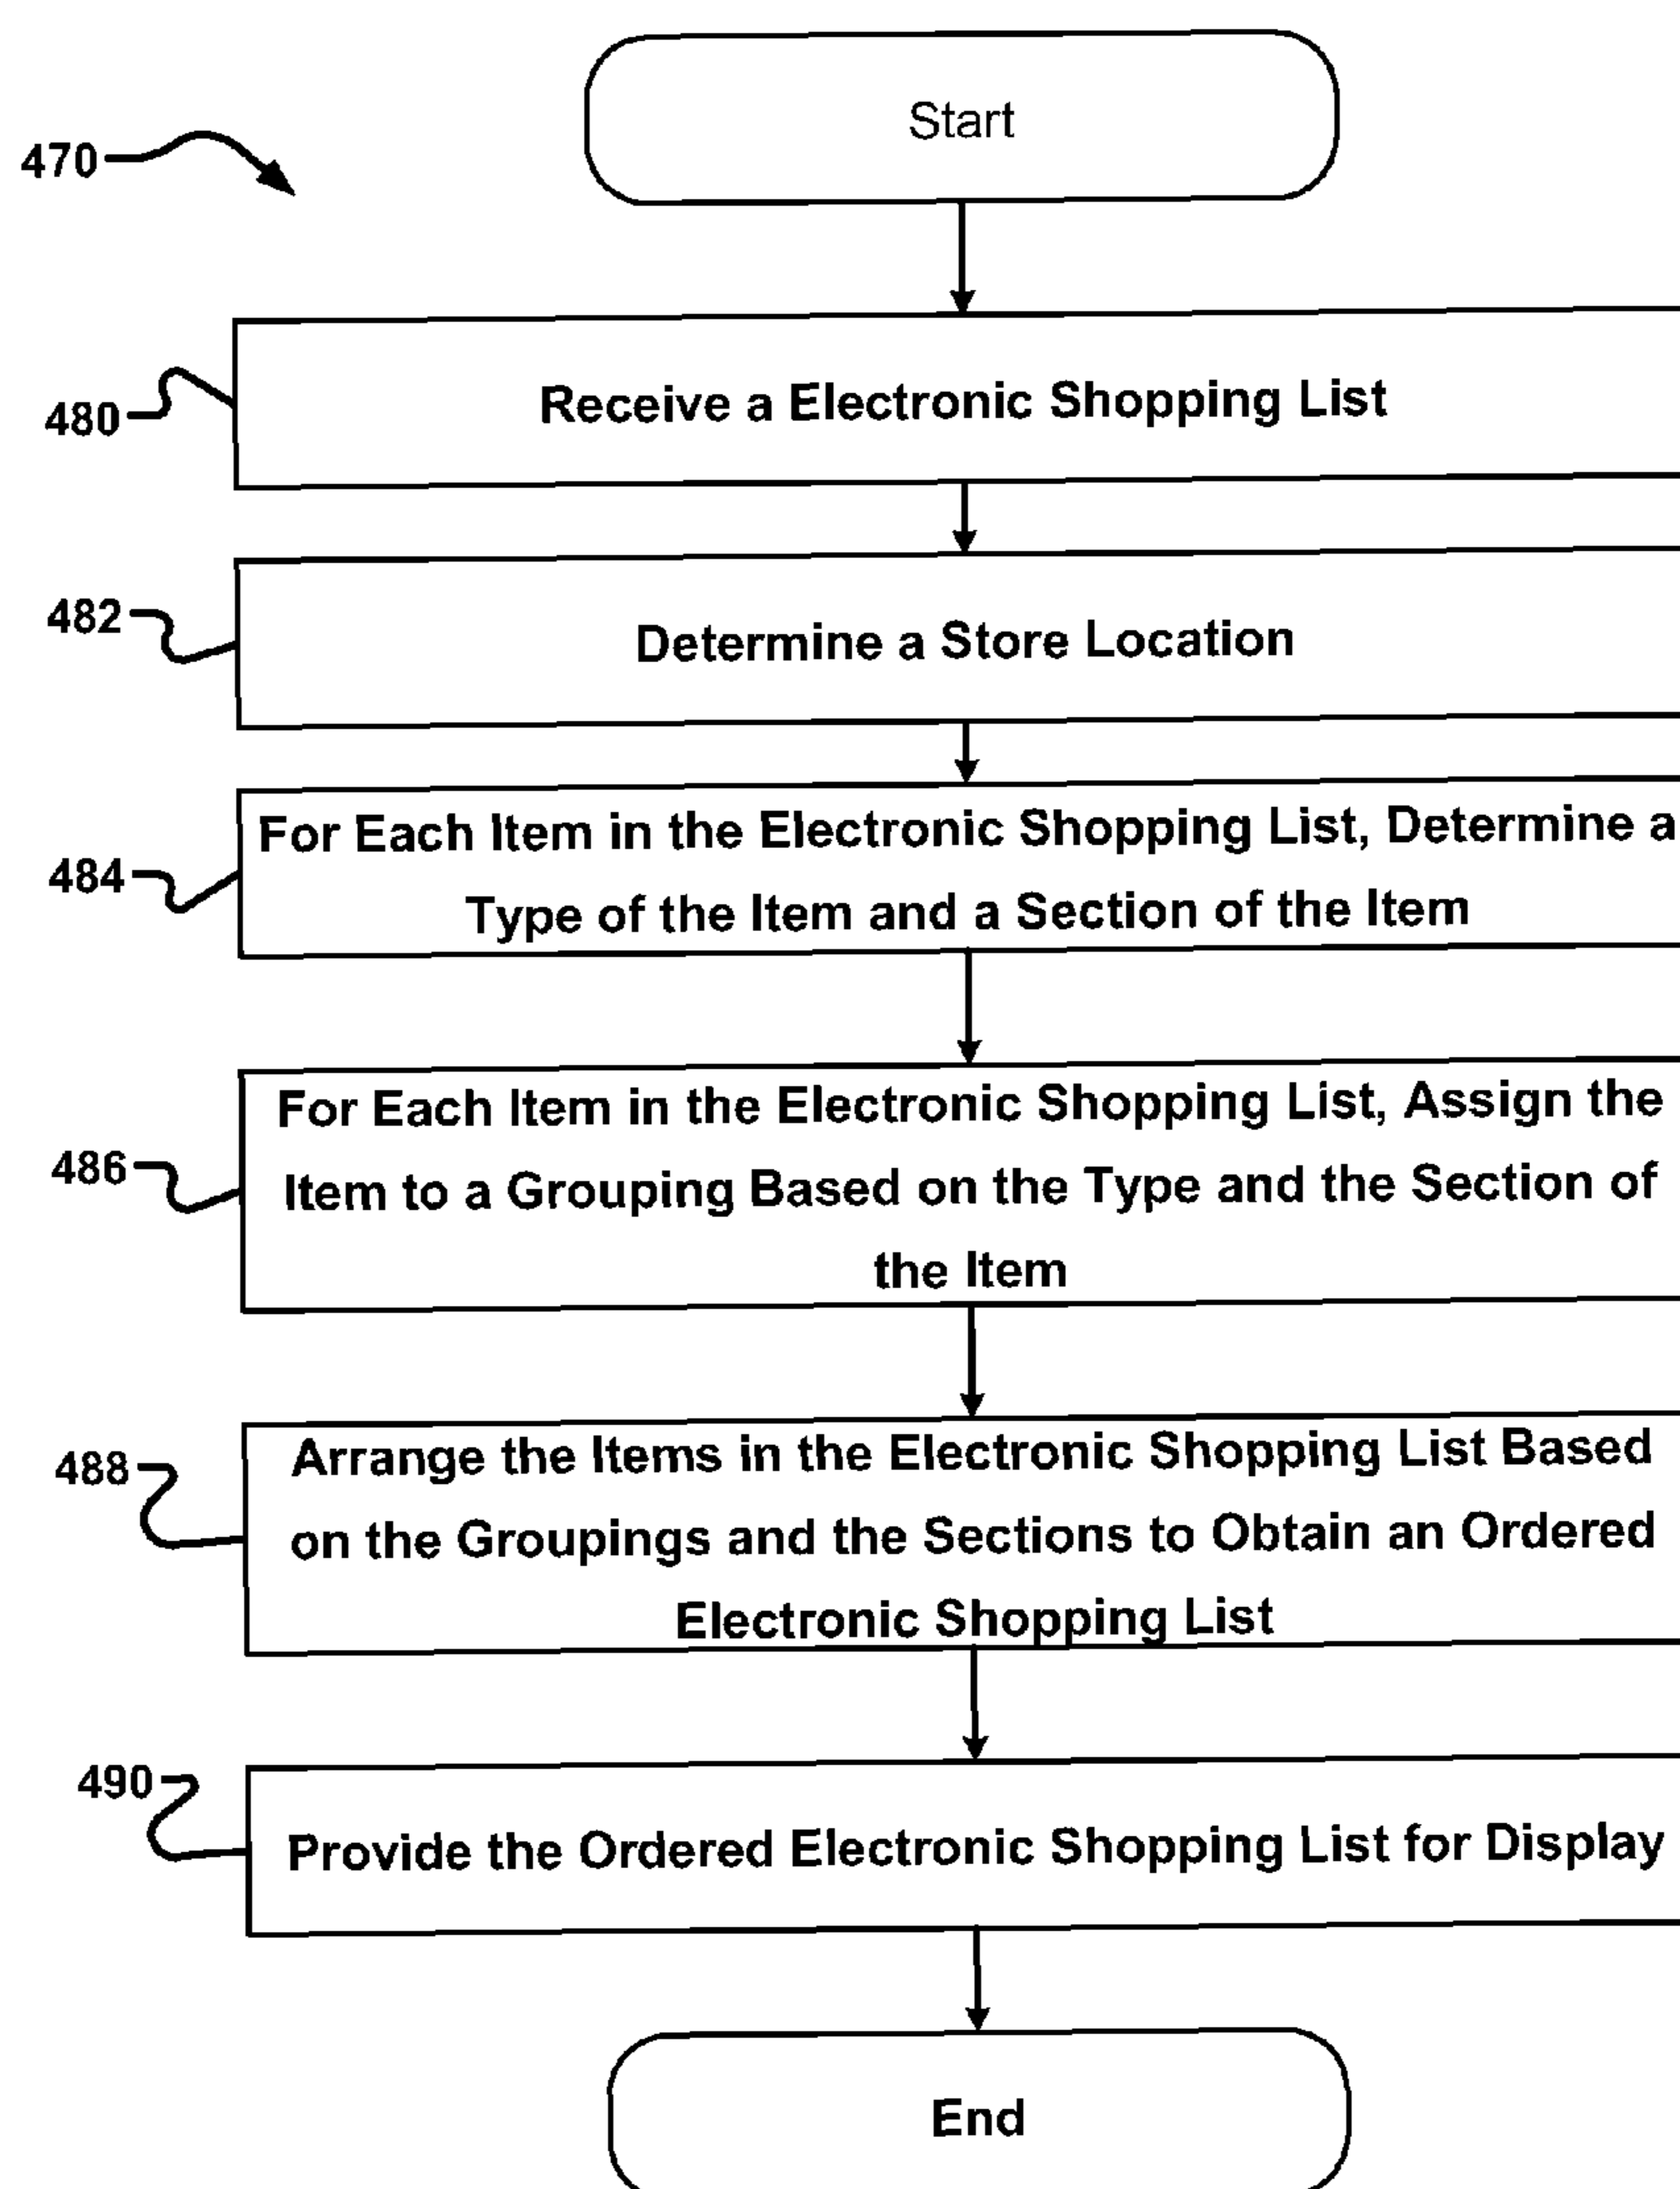 Start
470
Receive a Electronic Shopping List
480
Determine a Store Location
482
For Each Item in the Electronic Shopping List, Determine a
Type of the Item and a Section of the Item
484
For Each Item in the Electronic Shopping List, Assign the
Item to a Grouping Based on the Type and the Section of
the Item
486
Arrange the Items in the Electronic Shopping List Based
on the Groupings and the Sections to Obtain an Ordered
Electronic Shopping List
488
Provide the Ordered Electronic Shopping List for Display
490
End